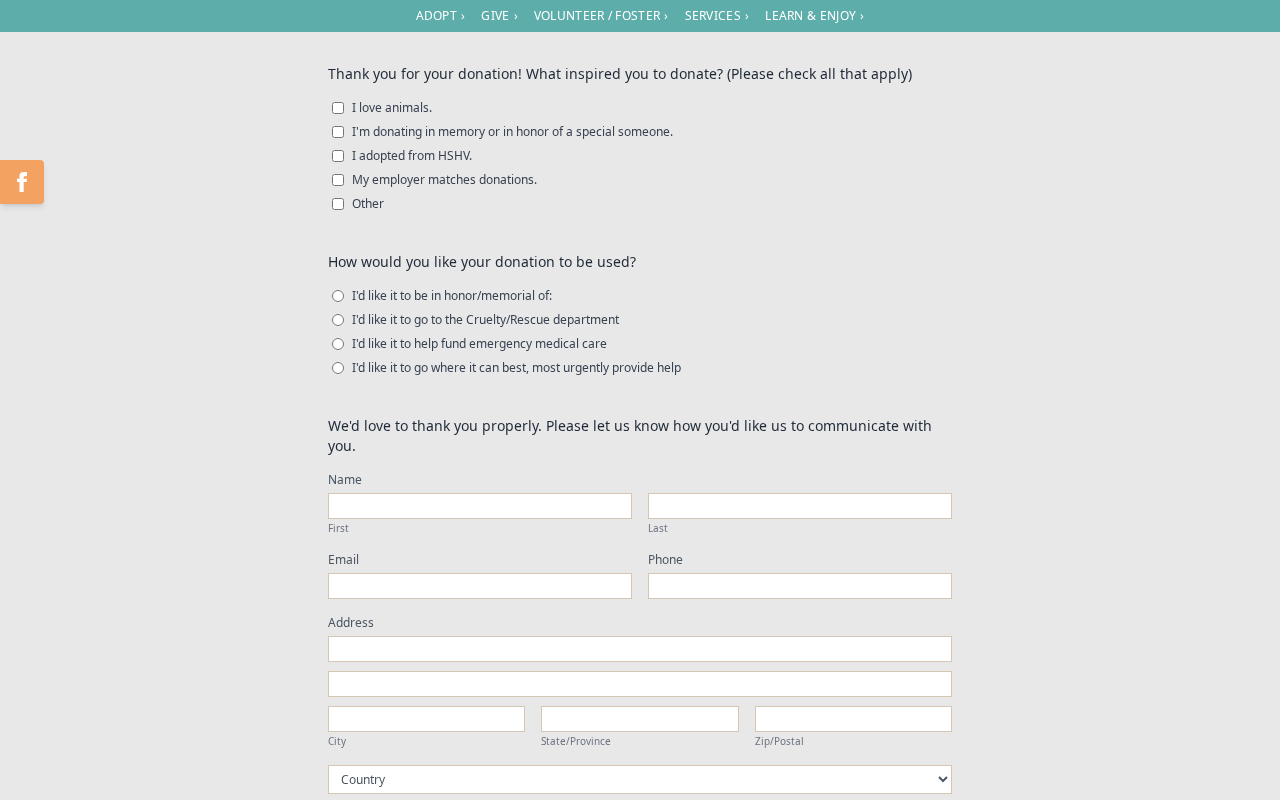 ADOPT › GIVE › VOLUNTEER / FOSTER › SERVICES › LEARN & ENJOY ›
Thank you for your donation! What inspired you to donate? (Please check all that apply)
I love animals.
I'm donating in memory or in honor of a special someone.
I adopted from HSHV.
My employer matches donations.
Other
f
How would you like your donation to be used?
I'd like it to be in honor/memorial of:
I'd like it to go to the Cruelty/Rescue department
I'd like it to help fund emergency medical care
I'd like it to go where it can best, most urgently provide help
We'd love to thank you properly. Please let us know how you'd like us to communicate with
you.
Name
First Last
Email Phone
Address
City State/Province Zip/Postal
Country